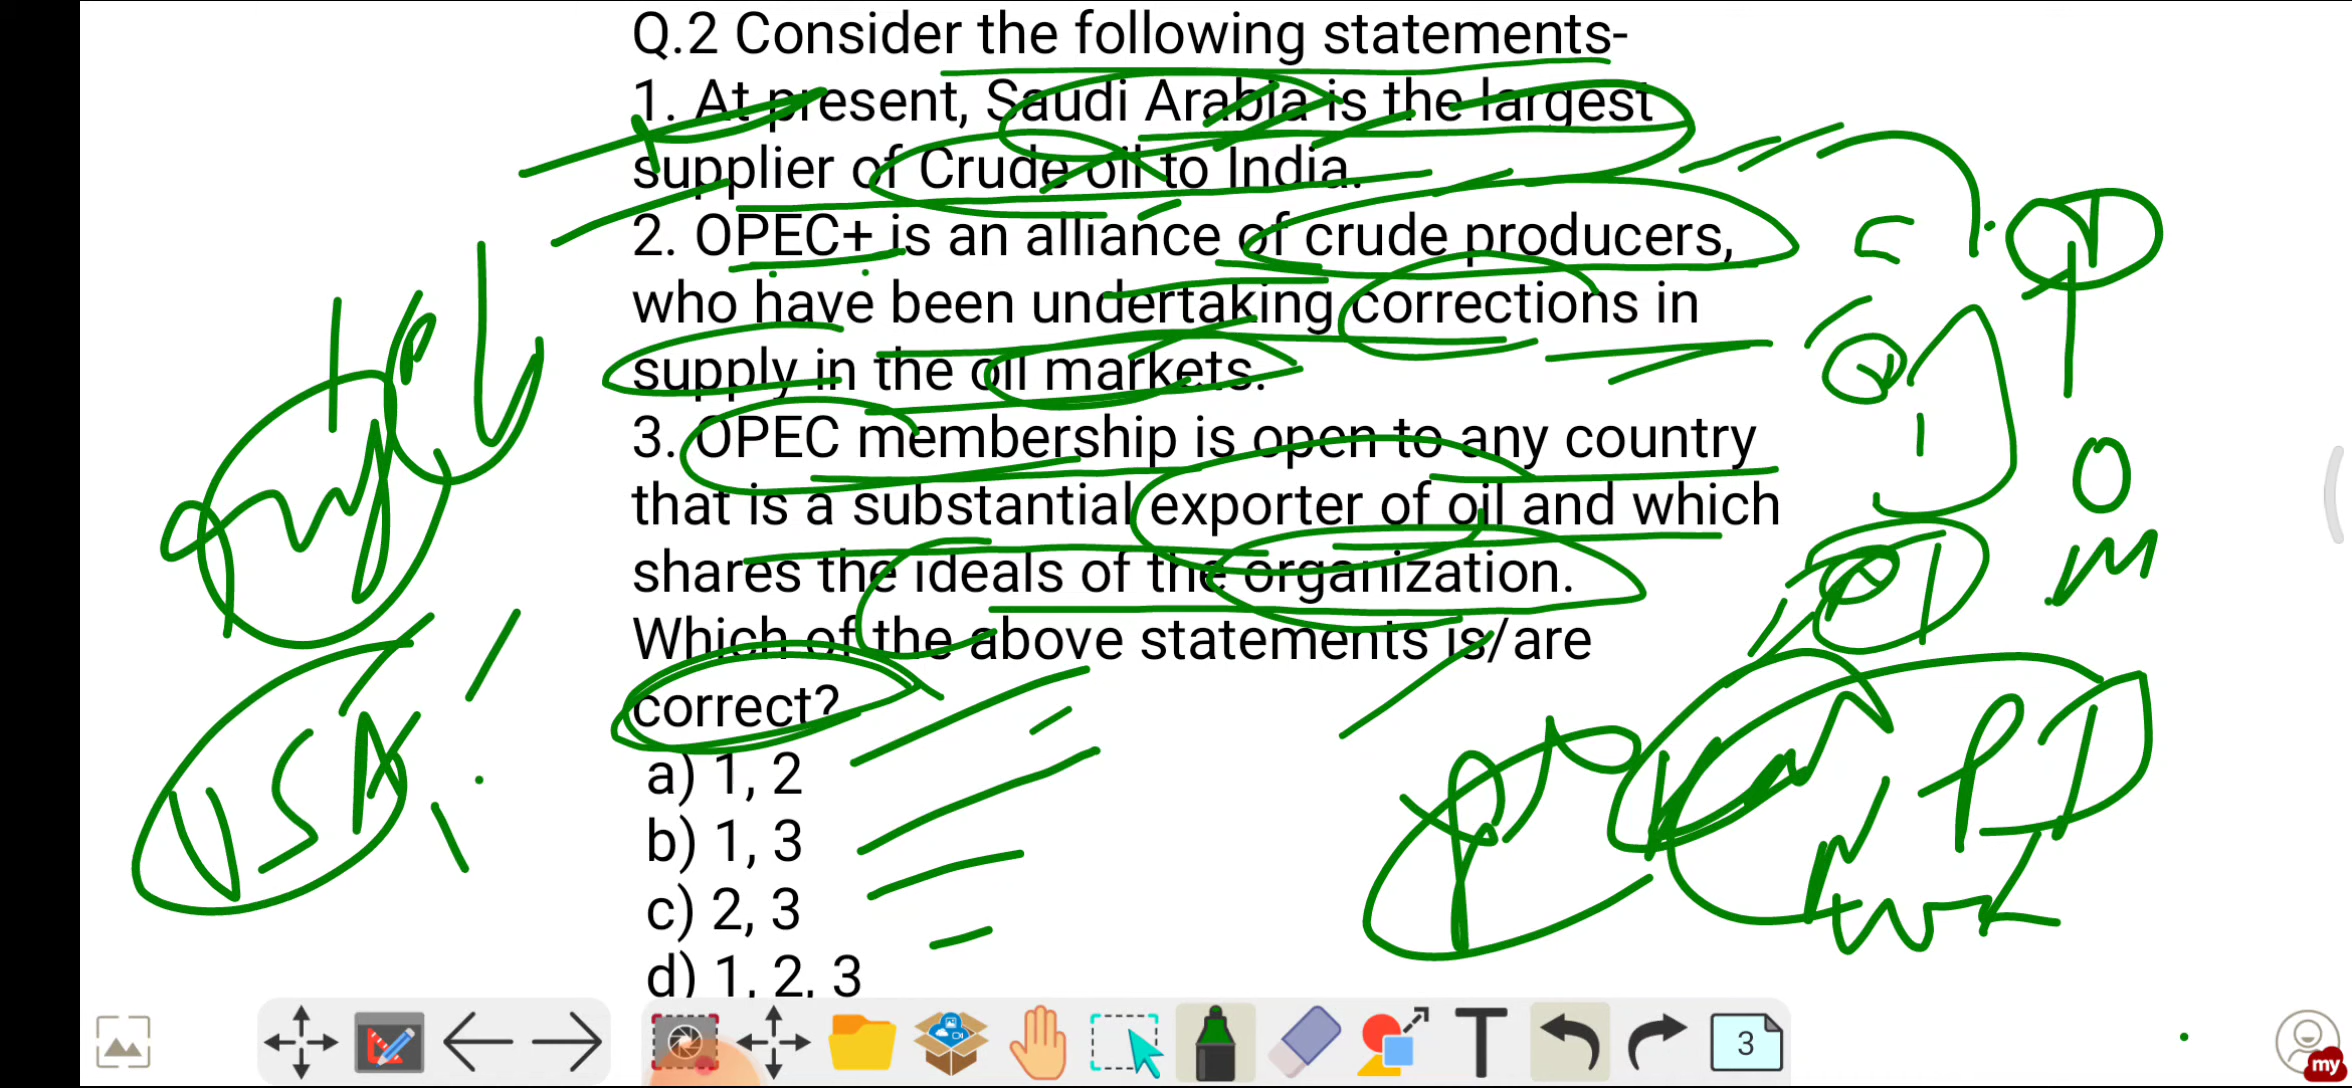 Q.2 Consider the following statements-
1. At present, Saudi Arabia is the largest
supplier of Crude oil to India.
2. OPEC+ is an alliance of crude producers,
who have been undertaking corrections in
supply in the oil markets.
3. OPEC membership is open to any country
that is a substantial exporter of oil and which
shares the ideals of the organization.
Which of the above statements is/are
correct?
a) 1, 2
b) 1, 3
c) 2, 3
d) 1, 2, 3
USA
T
3
my